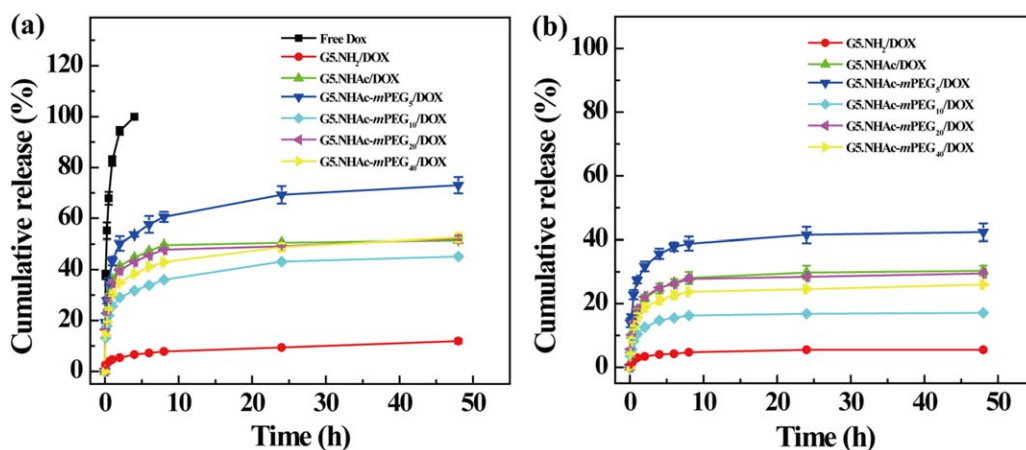 (a)
Free Dox
G5.NH₂/DOX
G5.NHAc/DOX
G5.NHAc-mPEG₅/DOX
G5.NHAc-mPEG₁₀/DOX
G5.NHAc-mPEG₂₀/DOX
G5.NHAc-mPEG₄₀/DOX
Cumulative release (%)
120
100
80
60
40
20
0
0 10 20 30 40 50
Time (h)
(b)
G5.NH₂/DOX
G5.NHAc/DOX
G5.NHAc-mPEG₅/DOX
G5.NHAc-mPEG₁₀/DOX
G5.NHAc-mPEG₂₀/DOX
G5.NHAc-mPEG₄₀/DOX
Cumulative release (%)
100
80
60
40
20
0
0 10 20 30 40 50
Time (h)